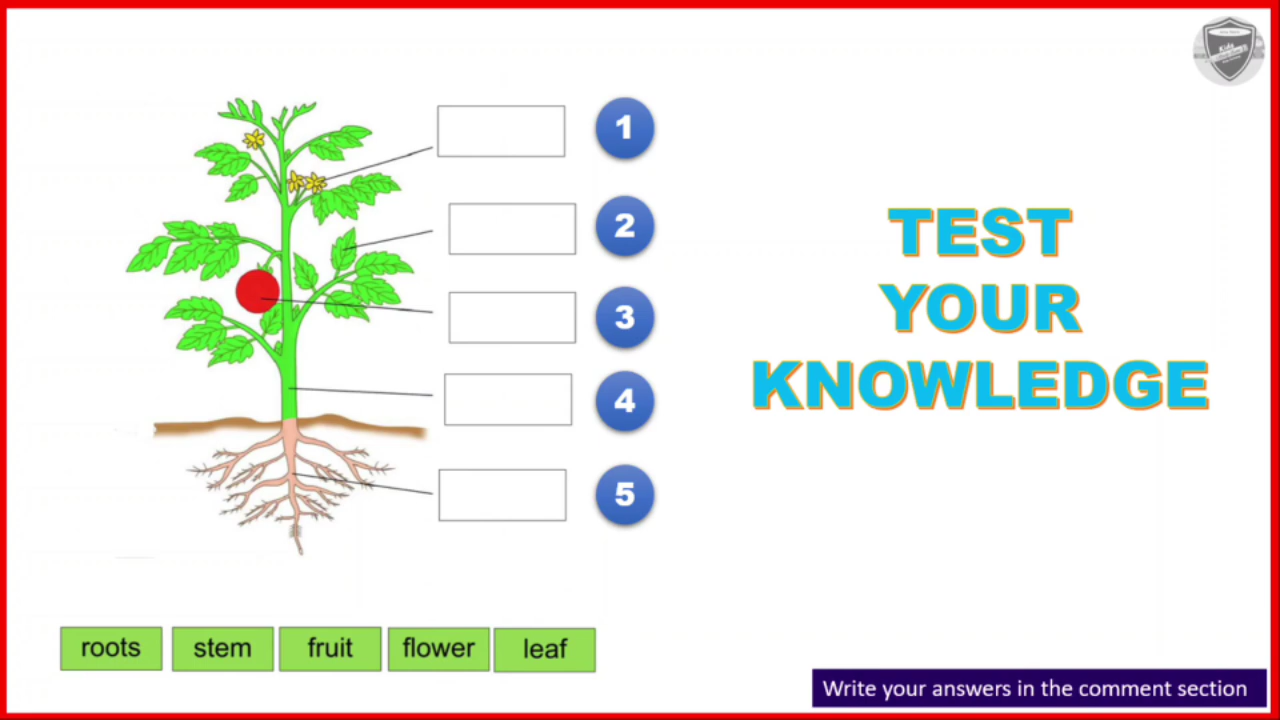 1
2
3
4
5
TEST
YOUR
KNOWLEDGE
roots
stem
fruit
flower
leaf
Write your answers in the comment section